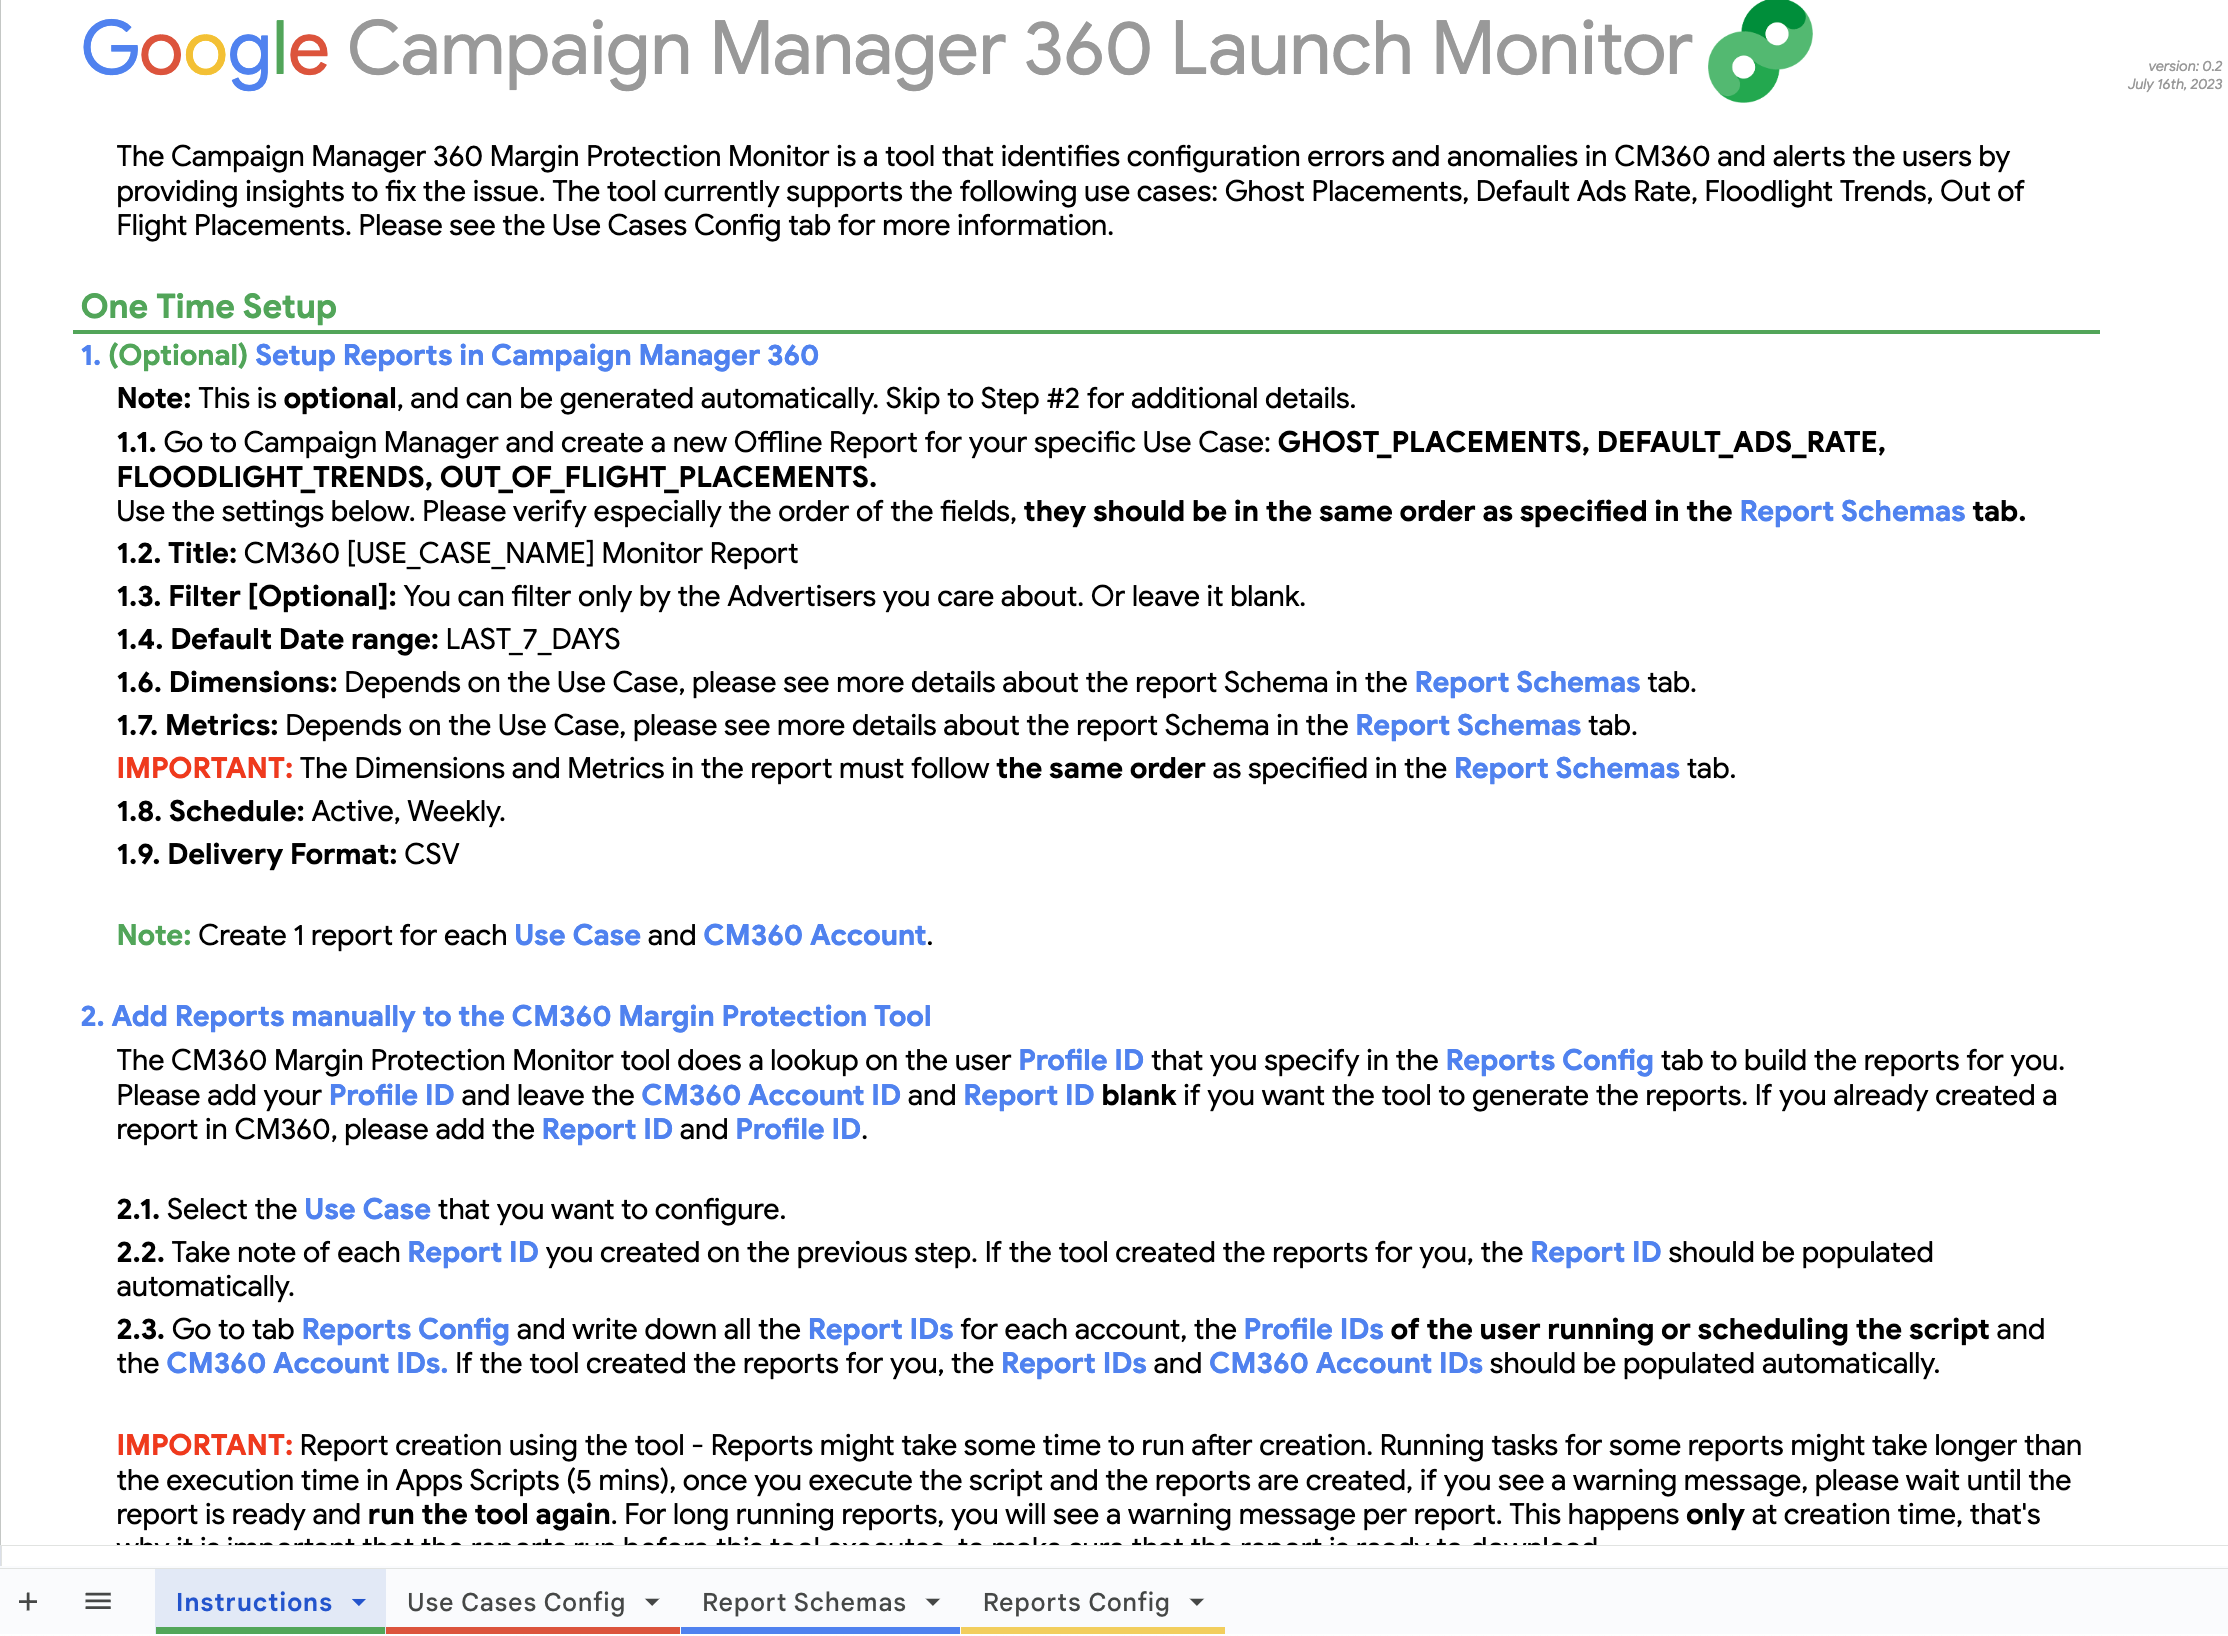 Google Campaign Manager 360 Launch Monitor
version: 0.2
July 16th, 2023
The Campaign Manager 360 Margin Protection Monitor is a tool that identifies configuration errors and anomalies in CM360 and alerts the users by
providing insights to fix the issue. The tool currently supports the following use cases: Ghost Placements, Default Ads Rate, Floodlight Trends, Out of
Flight Placements. Please see the Use Cases Config tab for more information.
One Time Setup
1. (Optional) Setup Reports in Campaign Manager 360
Note: This is optional, and can be generated automatically. Skip to Step #2 for additional details.
1.1. Go to Campaign Manager and create a new Offline Report for your specific Use Case: GHOST_PLACEMENTS, DEFAULT_ADS_RATE,
FLOODLIGHT_TRENDS, OUT_OF_FLIGHT_PLACEMENTS.
Use the settings below. Please verify especially the order of the fields, they should be in the same order as specified in the Report Schemas tab.
1.2. Title: CM360 [USE_CASE_NAME] Monitor Report
1.3. Filter [Optional]: You can filter only by the Advertisers you care about. Or leave it blank.
1.4. Default Date range: LAST_7_DAYS
1.6. Dimensions: Depends on the Use Case, please see more details about the report Schema in the Report Schemas tab.
1.7. Metrics: Depends on the Use Case, please see more details about the report Schema in the Report Schemas tab.
IMPORTANT: The Dimensions and Metrics in the report must follow the same order as specified in the Report Schemas tab.
1.8. Schedule: Active, Weekly.
1.9. Delivery Format: CSV
Note: Create 1 report for each Use Case and CM360 Account.
2. Add Reports manually to the CM360 Margin Protection Tool
The CM360 Margin Protection Monitor tool does a lookup on the user Profile ID that you specify in the Reports Config tab to build the reports for you.
Please add your Profile ID and leave the CM360 Account ID and Report ID blank if you want the tool to generate the reports. If you already created a
report in CM360, please add the Report ID and Profile ID.
2.1. Select the Use Case that you want to configure.
2.2. Take note of each Report ID you created on the previous step. If the tool created the reports for you, the Report ID should be populated
automatically.
2.3. Go to tab Reports Config and write down all the Report IDs for each account, the Profile IDs of the user running or scheduling the script and
the CM360 Account IDs. If the tool created the reports for you, the Report IDs and CM360 Account IDs should be populated automatically.
IMPORTANT: Report creation using the tool - Reports might take some time to run after creation. Running tasks for some reports might take longer than
the execution time in Apps Scripts (5 mins), once you execute the script and the reports are created, if you see a warning message, please wait until the
report is ready and run the tool again. For long running reports, you will see a warning message per report. This happens only at creation time, that's
why it is important that the reports run before this tool executes, to make sure that the report is ready to download.
Instructions
Use Cases Config
Report Schemas
Reports Config